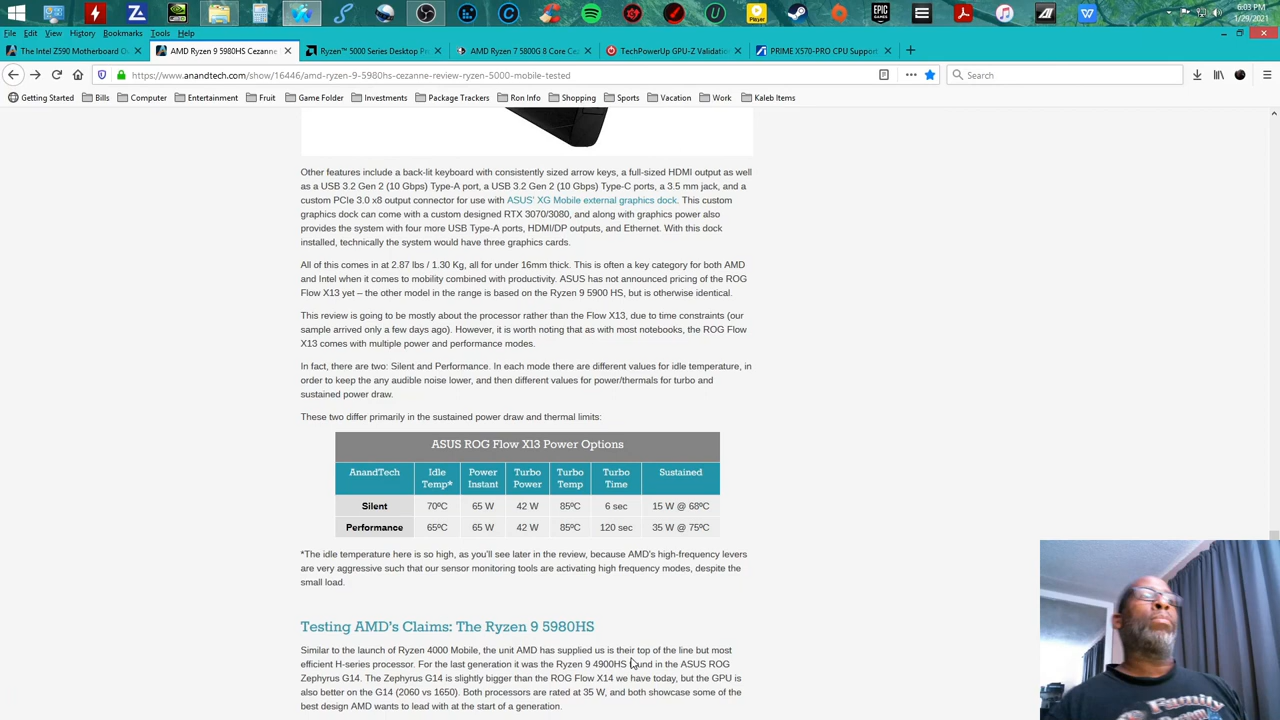 6:03 PM
1/29/2021
File Edit View History Bookmarks Tools Help
The Intel Z590 Motherboard O
AMD Ryzen 9 5980HS Cezanne
Ryzen™ 5000 Series Desktop Pr
AMD Ryzen 7 5800G 8 Core Ce
TechPowerUp GPU-Z Validation
PRIME X570-PRO CPU Support
https://www.anandtech.com/show/16446/amd-ryzen-9-5980hs-cezanne-review-ryzen-5000-mobile-tested
Search
Getting Started Bills Computer Entertainment Fruit Game Folder Investments Package Trackers Ron Info Shopping Sports Vacation Work Kaleb Items
Other features include a back-lit keyboard with consistently sized arrow keys, a full-sized HDMI output as well
as a USB 3.2 Gen 2 (10 Gbps) Type-A port, a USB 3.2 Gen 2 (10 Gbps) Type-C ports, a 3.5 mm jack, and a
custom PCIe 3.0 x8 output connector for use with ASUS' XG Mobile external graphics dock. This custom
graphics dock can come with a custom designed RTX 3070/3080, and along with graphics power also
provides the system with four more USB Type-A ports, HDMI/DP outputs, and Ethernet. With this dock
installed, technically the system would have three graphics cards.
All of this comes in at 2.87 lbs / 1.30 Kg, all for under 16mm thick. This is often a key category for both AMD
and Intel when it comes to mobility combined with productivity. ASUS has not announced pricing of the ROG
Flow X13 yet – the other model in the range is based on the Ryzen 9 5900 HS, but is otherwise identical.
This review is going to be mostly about the processor rather than the Flow X13, due to time constraints (our
sample arrived only a few days ago). However, it is worth noting that as with most notebooks, the ROG Flow
X13 comes with multiple power and performance modes.
In fact, there are two: Silent and Performance. In each mode there are different values for idle temperature, in
order to keep the any audible noise lower, and then different values for power/thermals for turbo and
sustained power draw.
These two differ primarily in the sustained power draw and thermal limits:
ASUS ROG Flow X13 Power Options
AnandTech Idle Temp* Power Instant Turbo Power Turbo Temp Turbo Time Sustained
Silent 70ºC 65 W 42 W 85ºC 6 sec 15 W @ 68ºC
Performance 65ºC 65 W 42 W 85ºC 120 sec 35 W @ 75ºC
*The idle temperature here is so high, as you'll see later in the review, because AMD's high-frequency levers
are very aggressive such that our sensor monitoring tools are activating high frequency modes, despite the
small load.
Testing AMD's Claims: The Ryzen 9 5980HS
Similar to the launch of Ryzen 4000 Mobile, the unit AMD has supplied us is their top of the line but most
efficient H-series processor. For the last generation it was the Ryzen 9 4900HS found in the ASUS ROG
Zephyrus G14. The Zephyrus G14 is slightly bigger than the ROG Flow X14 we have today, but the GPU is
also better on the G14 (2060 vs 1650). Both processors are rated at 35 W, and both showcase some of the
best design AMD wants to lead with at the start of a generation.
Family